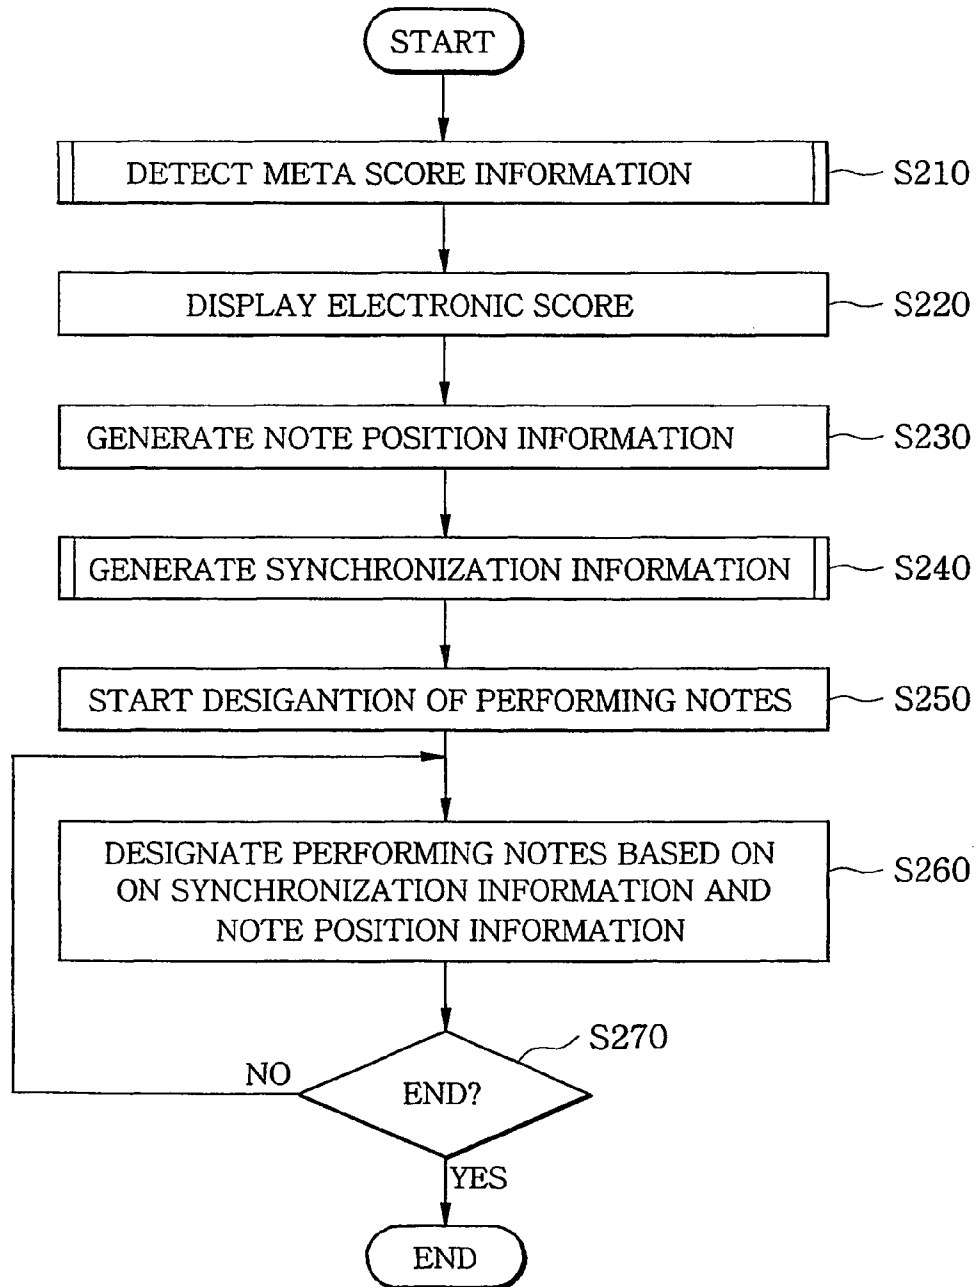 START
DETECT META SCORE INFORMATION
S210
DISPLAY ELECTRONIC SCORE
S220
GENERATE NOTE POSITION INFORMATION
S230
GENERATE SYNCHRONIZATION INFORMATION
S240
START DESIGANTION OF PERFORMING NOTES
S250
DESIGNATE PERFORMING NOTES BASED ON
ON SYNCHRONIZATION INFORMATION AND
NOTE POSITION INFORMATION
S260
S270
NO
END?
YES
END